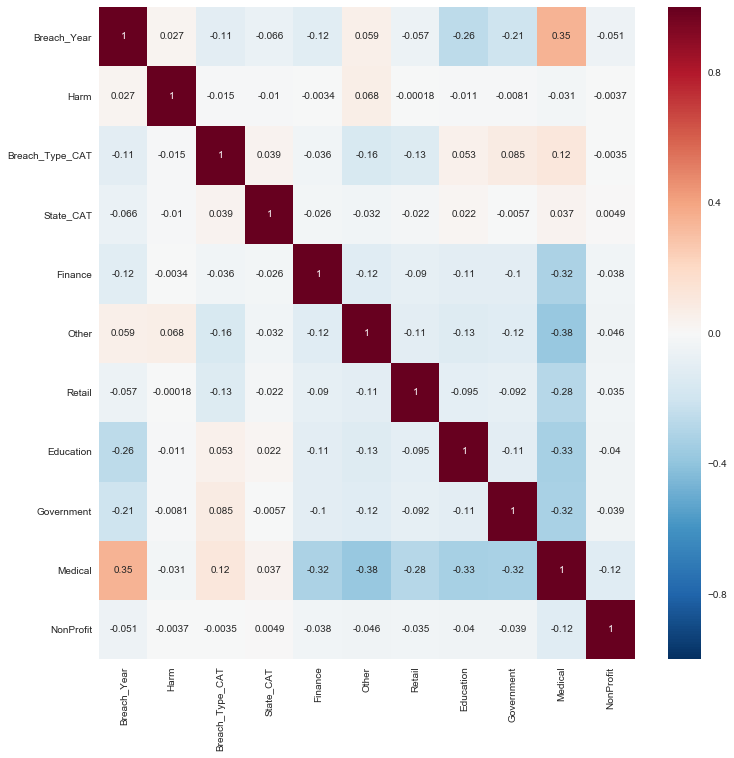 Breach_Year 1 0.027 -0.11 -0.066 -0.12 0.059 -0.057 -0.26 -0.21 0.35 -0.051
0.8
Harm 0.027 1 -0.015 -0.01 -0.0034 0.068 -0.00018 -0.011 -0.0081 -0.031 -0.0037
Breach_Type_CAT -0.11 -0.015 1 0.039 -0.036 -0.16 -0.13 0.053 0.085 0.12 -0.0035
0.4
State_CAT -0.066 -0.01 0.039 1 -0.026 -0.032 -0.022 0.022 -0.0057 0.037 0.0049
Finance -0.12 -0.0034 -0.036 -0.026 1 -0.12 -0.09 -0.11 -0.1 -0.32 -0.038
Other 0.059 0.068 -0.16 -0.032 -0.12 1 -0.11 -0.13 -0.12 -0.38 -0.046
0.0
Retail -0.057 -0.00018 -0.13 -0.022 -0.09 -0.11 1 -0.095 -0.092 -0.28 -0.035
Education -0.26 -0.011 0.053 0.022 -0.11 -0.13 -0.095 1 -0.11 -0.33 -0.04
−0.4
Government -0.21 -0.0081 0.085 -0.0057 -0.1 -0.12 -0.092 -0.11 1 -0.32 -0.039
Medical 0.35 -0.031 0.12 0.037 -0.32 -0.38 -0.28 -0.33 -0.32 1 -0.12
−0.8
NonProfit -0.051 -0.0037 -0.0035 0.0049 -0.038 -0.046 -0.035 -0.04 -0.039 -0.12 1
Breach_Year
Harm
Breach_Type_CAT
State_CAT
Finance
Other
Retail
Education
Government
Medical
NonProfit